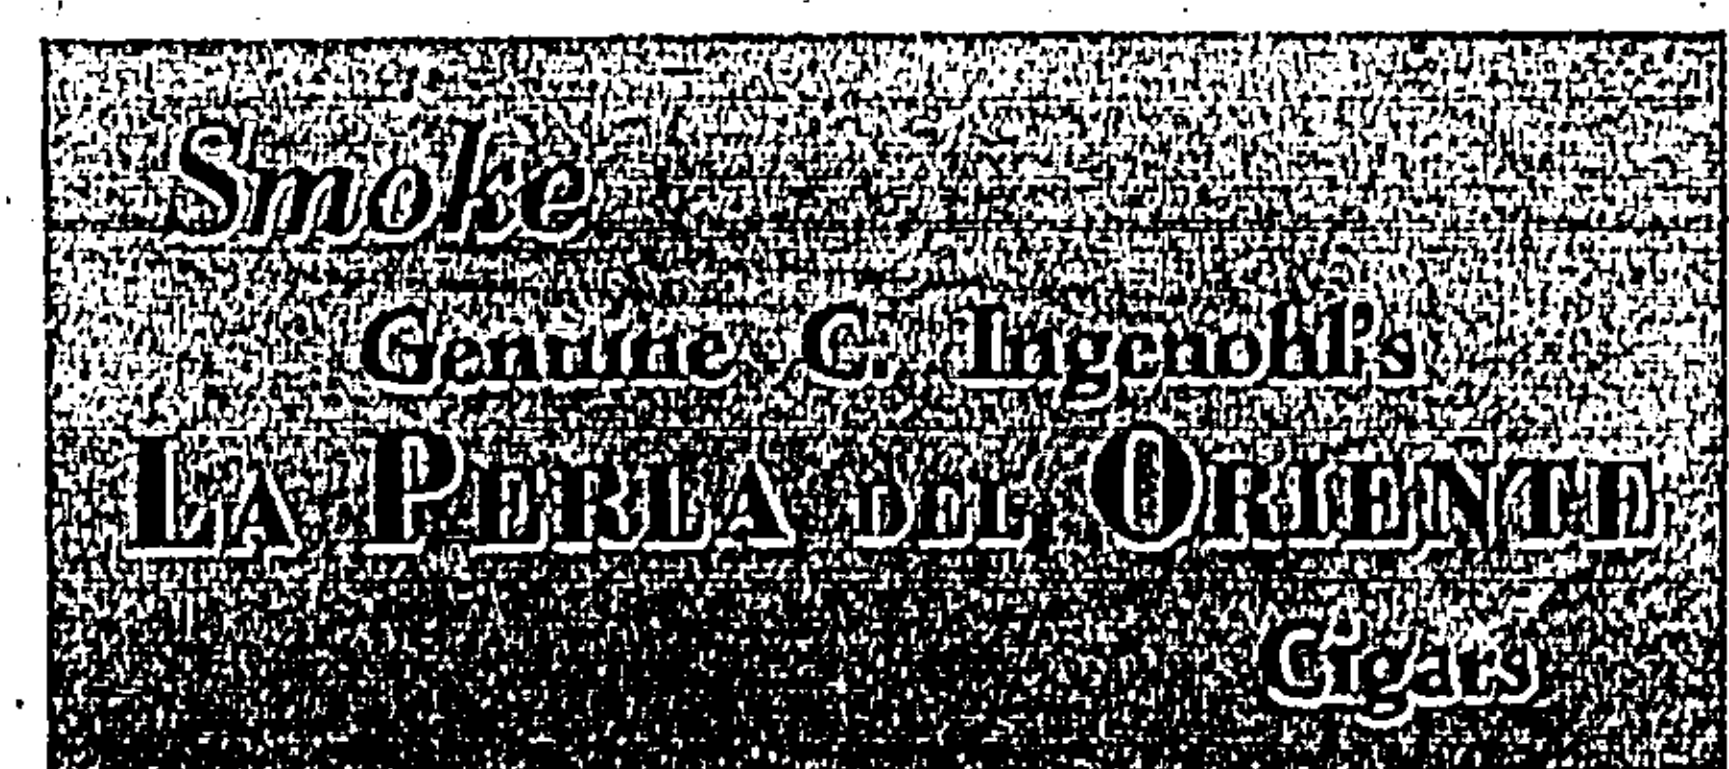 Smoke
Genuine C. Ingenohl's
LA PERLA DEL ORIENTE
Cigars